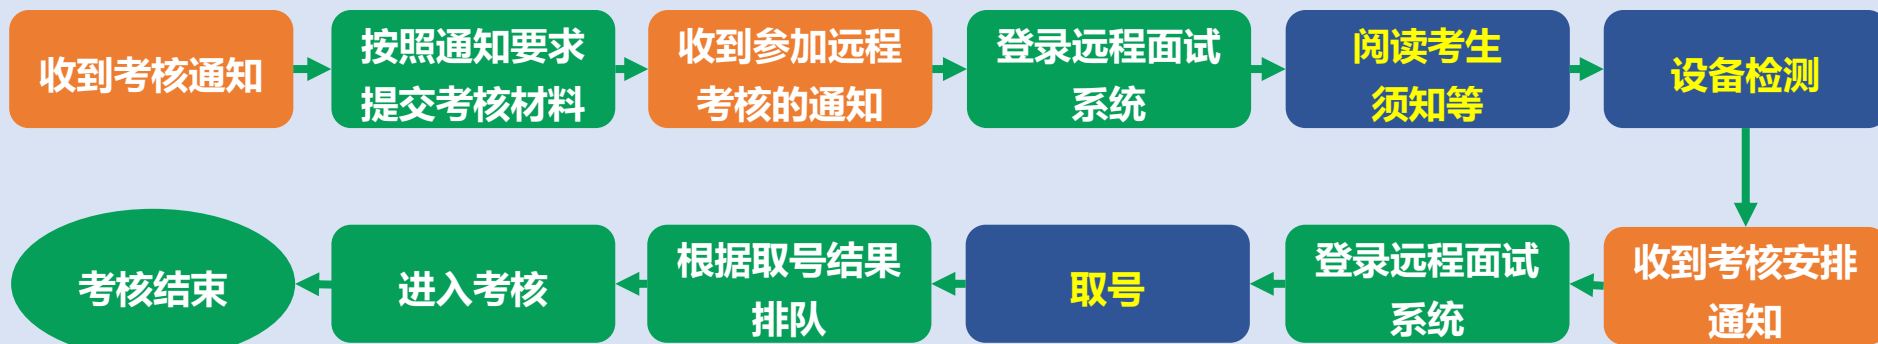 收到考核通知
按照通知要求
提交考核材料
收到参加远程
考核的通知
登录远程面试
系统
阅读考生
须知等
设备检测
收到考核安排
通知
登录远程面试
系统
取号
根据取号结果
排队
进入考核
考核结束